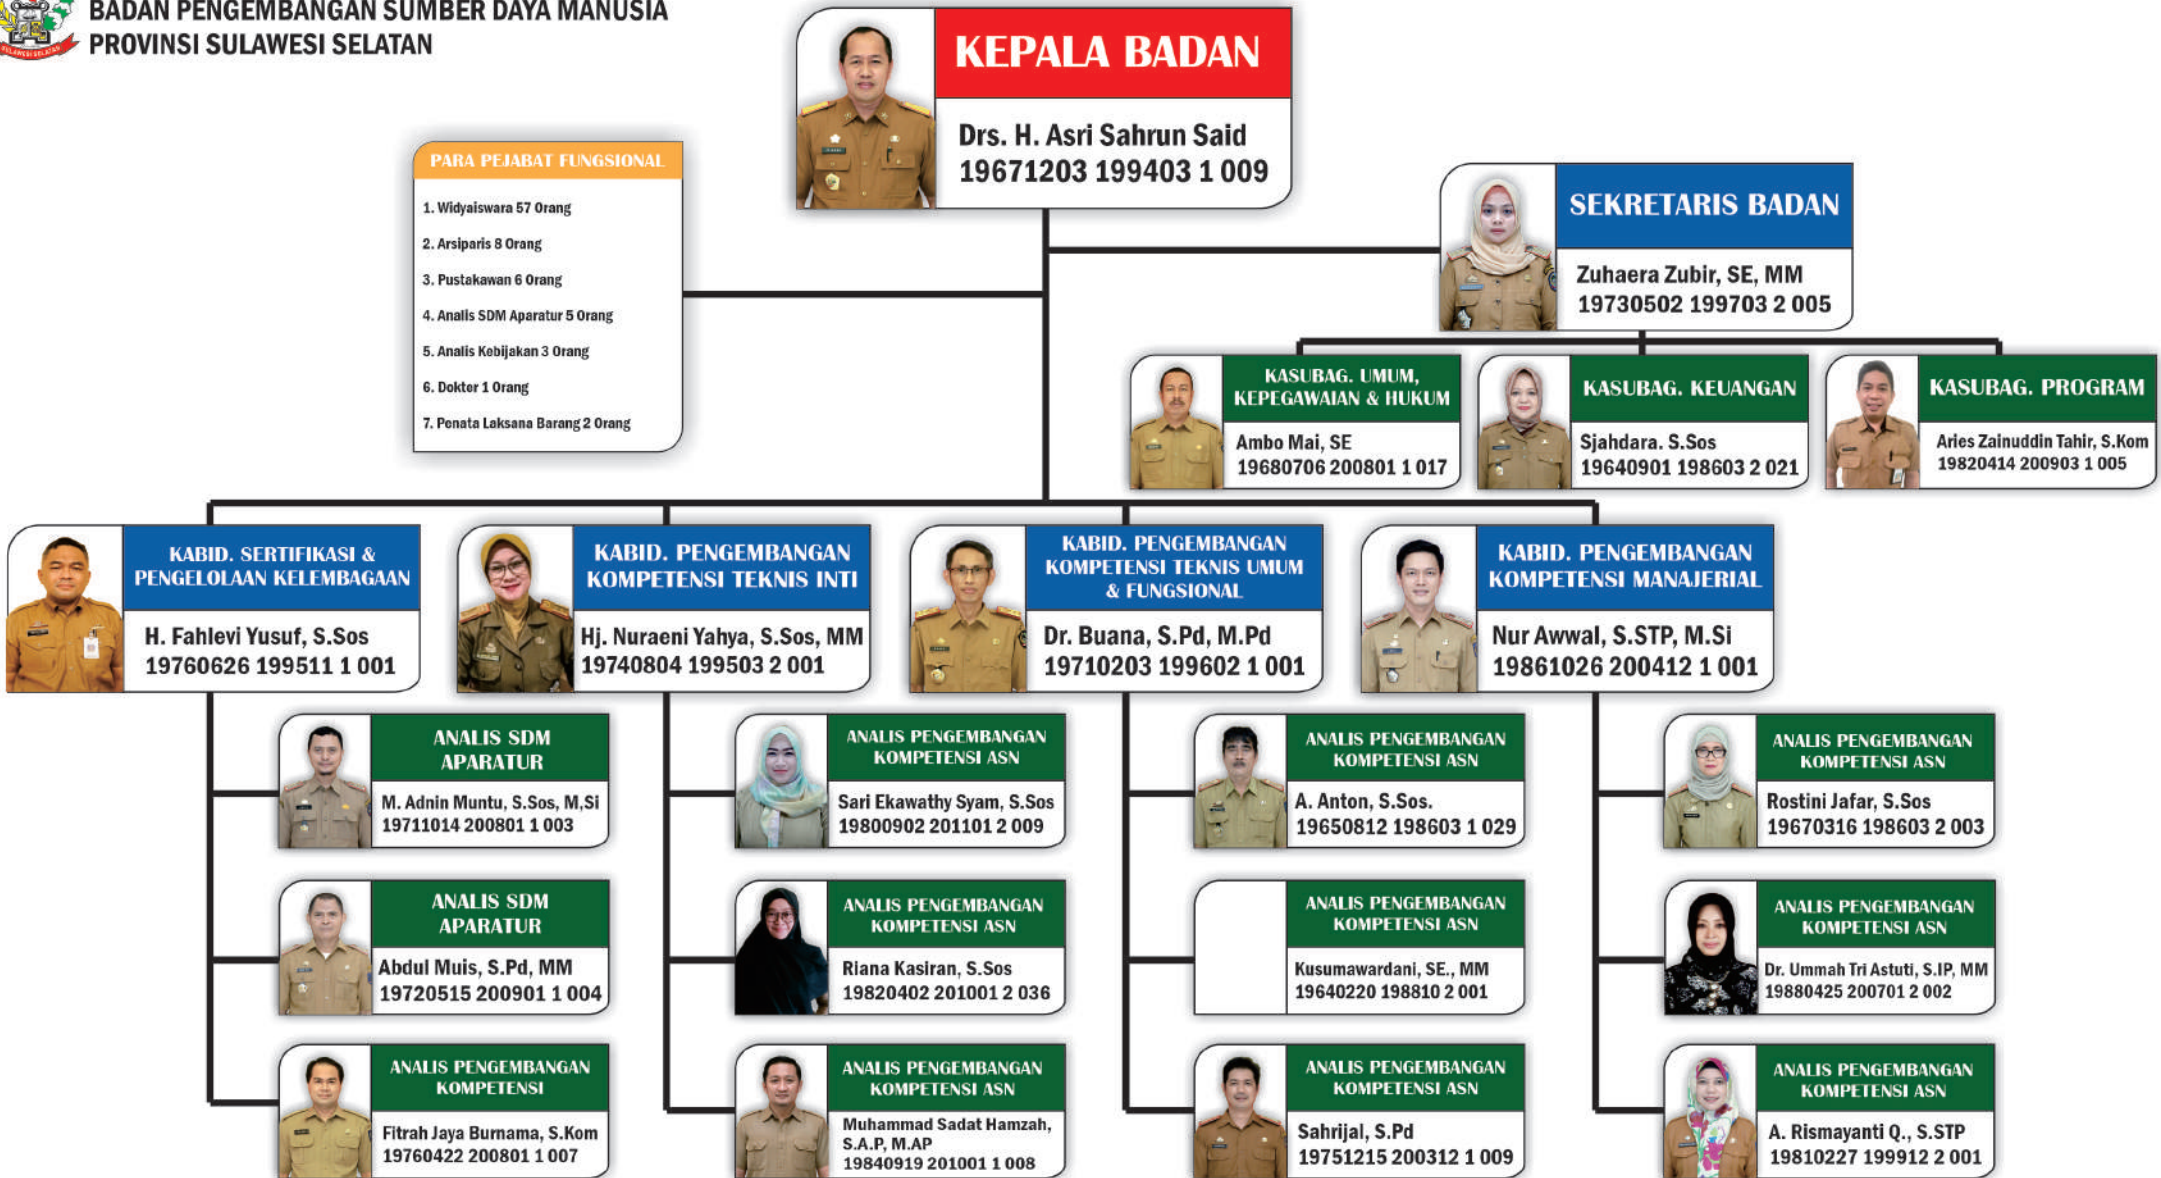 BADAN PENGEMBANGAN SUMBER DAYA MANUSIA
PROVINSI SULAWESI SELATAN
SULAWESI SELATAN
KEPALA BADAN
Drs. H. Asri Sahrun Said
19671203 199403 1 009
PARA PEJABAT FUNGSIONAL
1. Widyaiswara 57 Orang
2. Arsiparis 8 Orang
3. Pustakawan 6 Orang
4. Analis SDM Aparatur 5 Orang
5. Analis Kebijakan 3 Orang
6. Dokter 1 Orang
7. Penata Laksana Barang 2 Orang
SEKRETARIS BADAN
Zuhaera Zubir, SE, MM
19730502 199703 2 005
KASUBAG. UMUM,
KEPEGAWAIAN & HUKUM
Ambo Mai, SE
19680706 200801 1 017
KASUBAG. KEUANGAN
Sjahdara. S.Sos
19640901 198603 2 021
KASUBAG. PROGRAM
Aries Zainuddin Tahir, S.Kom
19820414 200903 1 005
KABID. SERTIFIKASI &
PENGELOLAAN KELEMBAGAAN
H. Fahlevi Yusuf, S.Sos
19760626 199511 1 001
KABID. PENGEMBANGAN
KOMPETENSI TEKNIS INTI
Hj. Nuraeni Yahya, S.Sos, MM
19740804 199503 2 001
KABID. PENGEMBANGAN
KOMPETENSI TEKNIS UMUM
& FUNGSIONAL
Dr. Buana, S.Pd, M.Pd
19710203 199602 1 001
KABID. PENGEMBANGAN
KOMPETENSI MANAJERIAL
Nur Awwal, S.STP, M.Si
19861026 200412 1 001
ANALIS SDM
APARATUR
M. Adnin Muntu, S.Sos, M,Si
19711014 200801 1 003
ANALIS SDM
APARATUR
Abdul Muis, S.Pd, MM
19720515 200901 1 004
ANALIS PENGEMBANGAN
KOMPETENSI
Fitrah Jaya Burnama, S.Kom
19760422 200801 1 007
ANALIS PENGEMBANGAN
KOMPETENSI ASN
Sari Ekawathy Syam, S.Sos
19800902 201101 2 009
ANALIS PENGEMBANGAN
KOMPETENSI ASN
Riana Kasiran, S.Sos
19820402 201001 2 036
ANALIS PENGEMBANGAN
KOMPETENSI ASN
Muhammad Sadat Hamzah,
S.A.P, M.AP
19840919 201001 1 008
ANALIS PENGEMBANGAN
KOMPETENSI ASN
A. Anton, S.Sos.
19650812 198603 1 029
ANALIS PENGEMBANGAN
KOMPETENSI ASN
Kusumawardani, SE., MM
19640220 198810 2 001
ANALIS PENGEMBANGAN
KOMPETENSI ASN
Sahrijal, S.Pd
19751215 200312 1 009
ANALIS PENGEMBANGAN
KOMPETENSI ASN
Rostini Jafar, S.Sos
19670316 198603 2 003
ANALIS PENGEMBANGAN
KOMPETENSI ASN
Dr. Ummah Tri Astuti, S.IP, MM
19880425 200701 2 002
ANALIS PENGEMBANGAN
KOMPETENSI ASN
A. Rismayanti Q., S.STP
19810227 199912 2 001